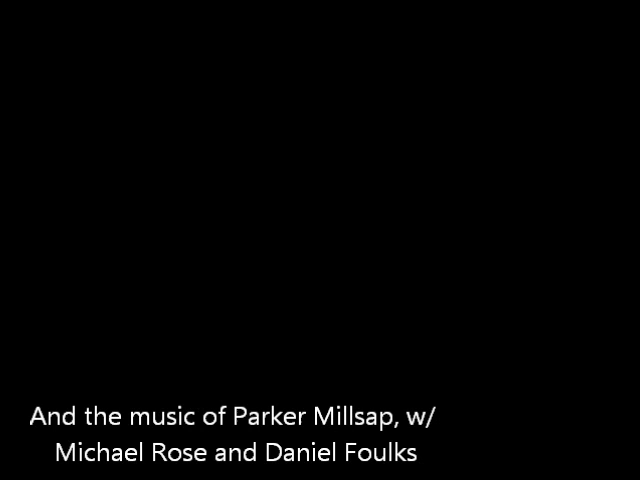 And the music of Parker Millsap, w/
Michael Rose and Daniel Foulks